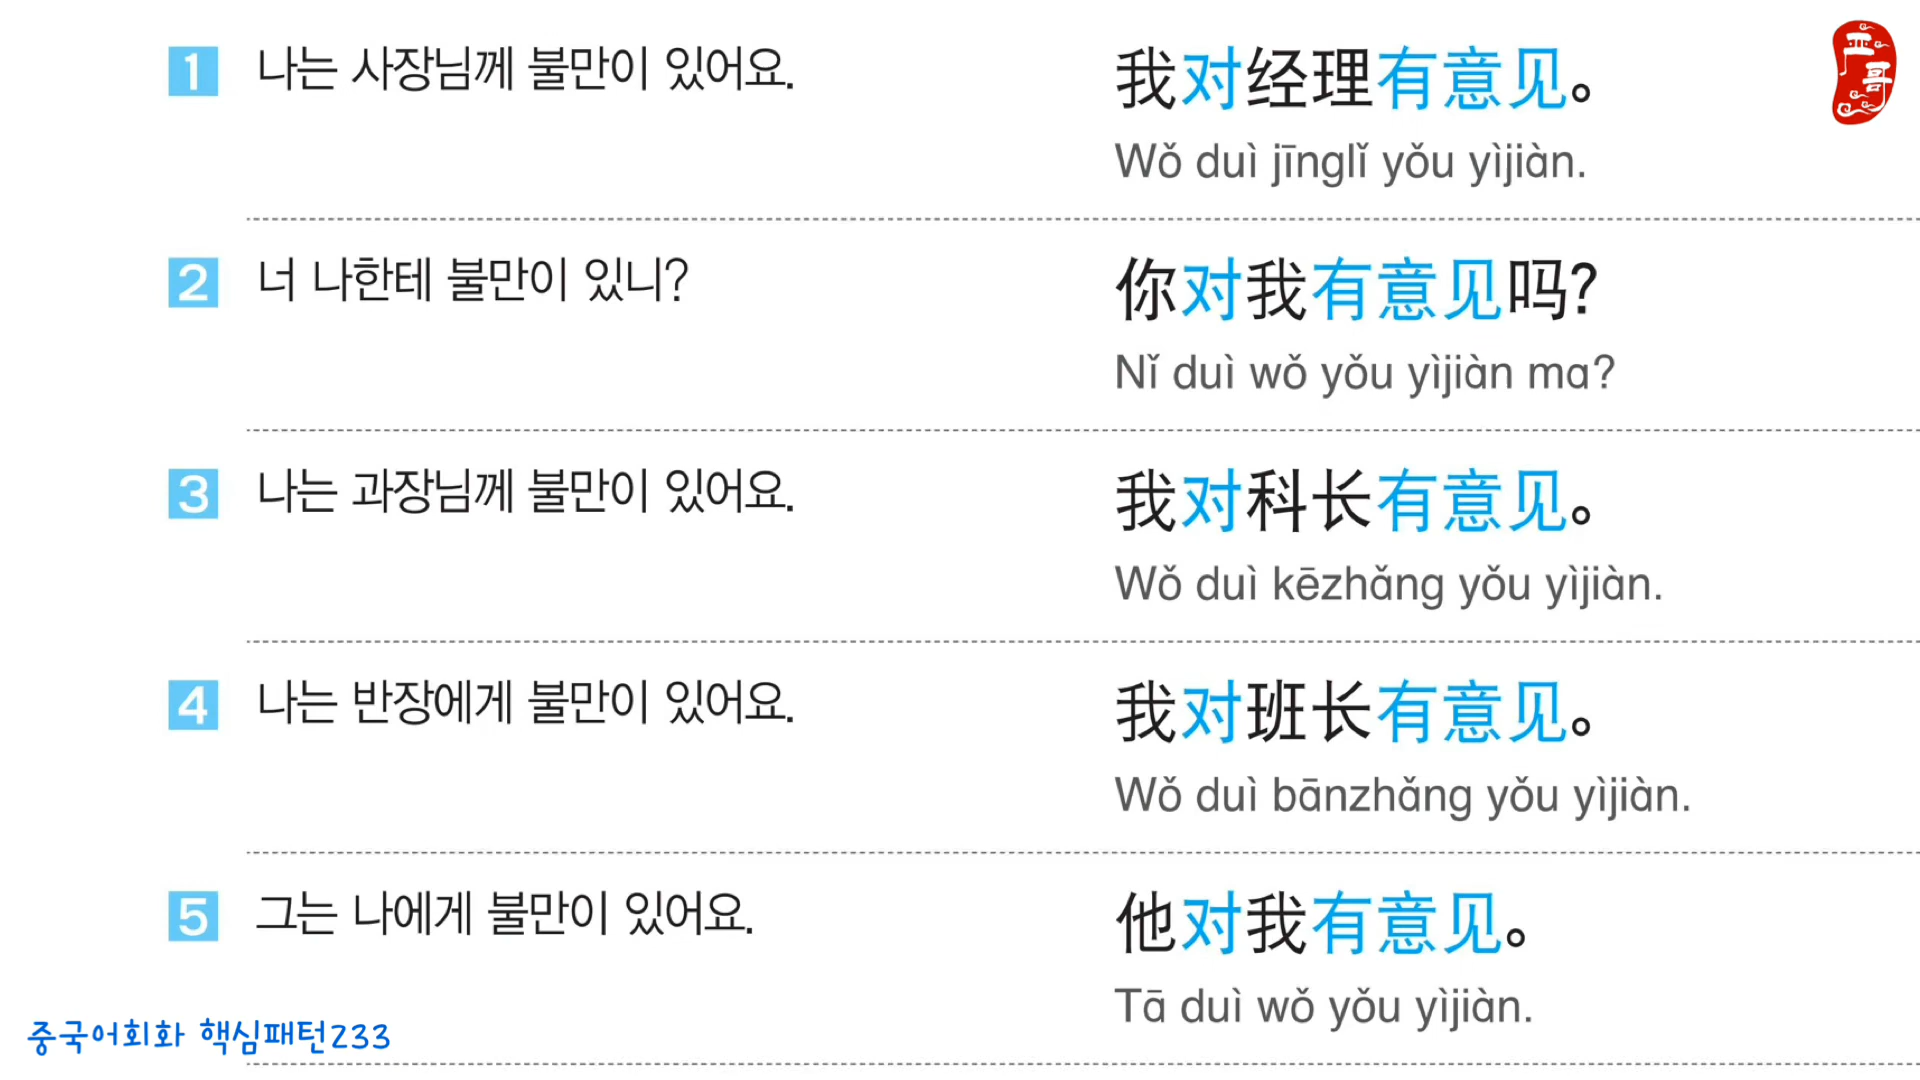 1 나는 사장님께 불만이 있어요.
我对经理有意见。
Wǒ duì jīnglǐ yǒu yìjiàn.
2 너 나한테 불만이 있니?
你对我有意见吗?
Nǐ duì wǒ yǒu yìjiàn ma?
3 나는 과장님께 불만이 있어요.
我对科长有意见。
Wǒ duì kēzhǎng yǒu yìjiàn.
4 나는 반장에게 불만이 있어요.
我对班长有意见。
Wǒ duì bānzhǎng yǒu yìjiàn.
5 그는 나에게 불만이 있어요.
他对我有意见。
Tā duì wǒ yǒu yìjiàn.
중국어회화 핵심패턴233
严哥